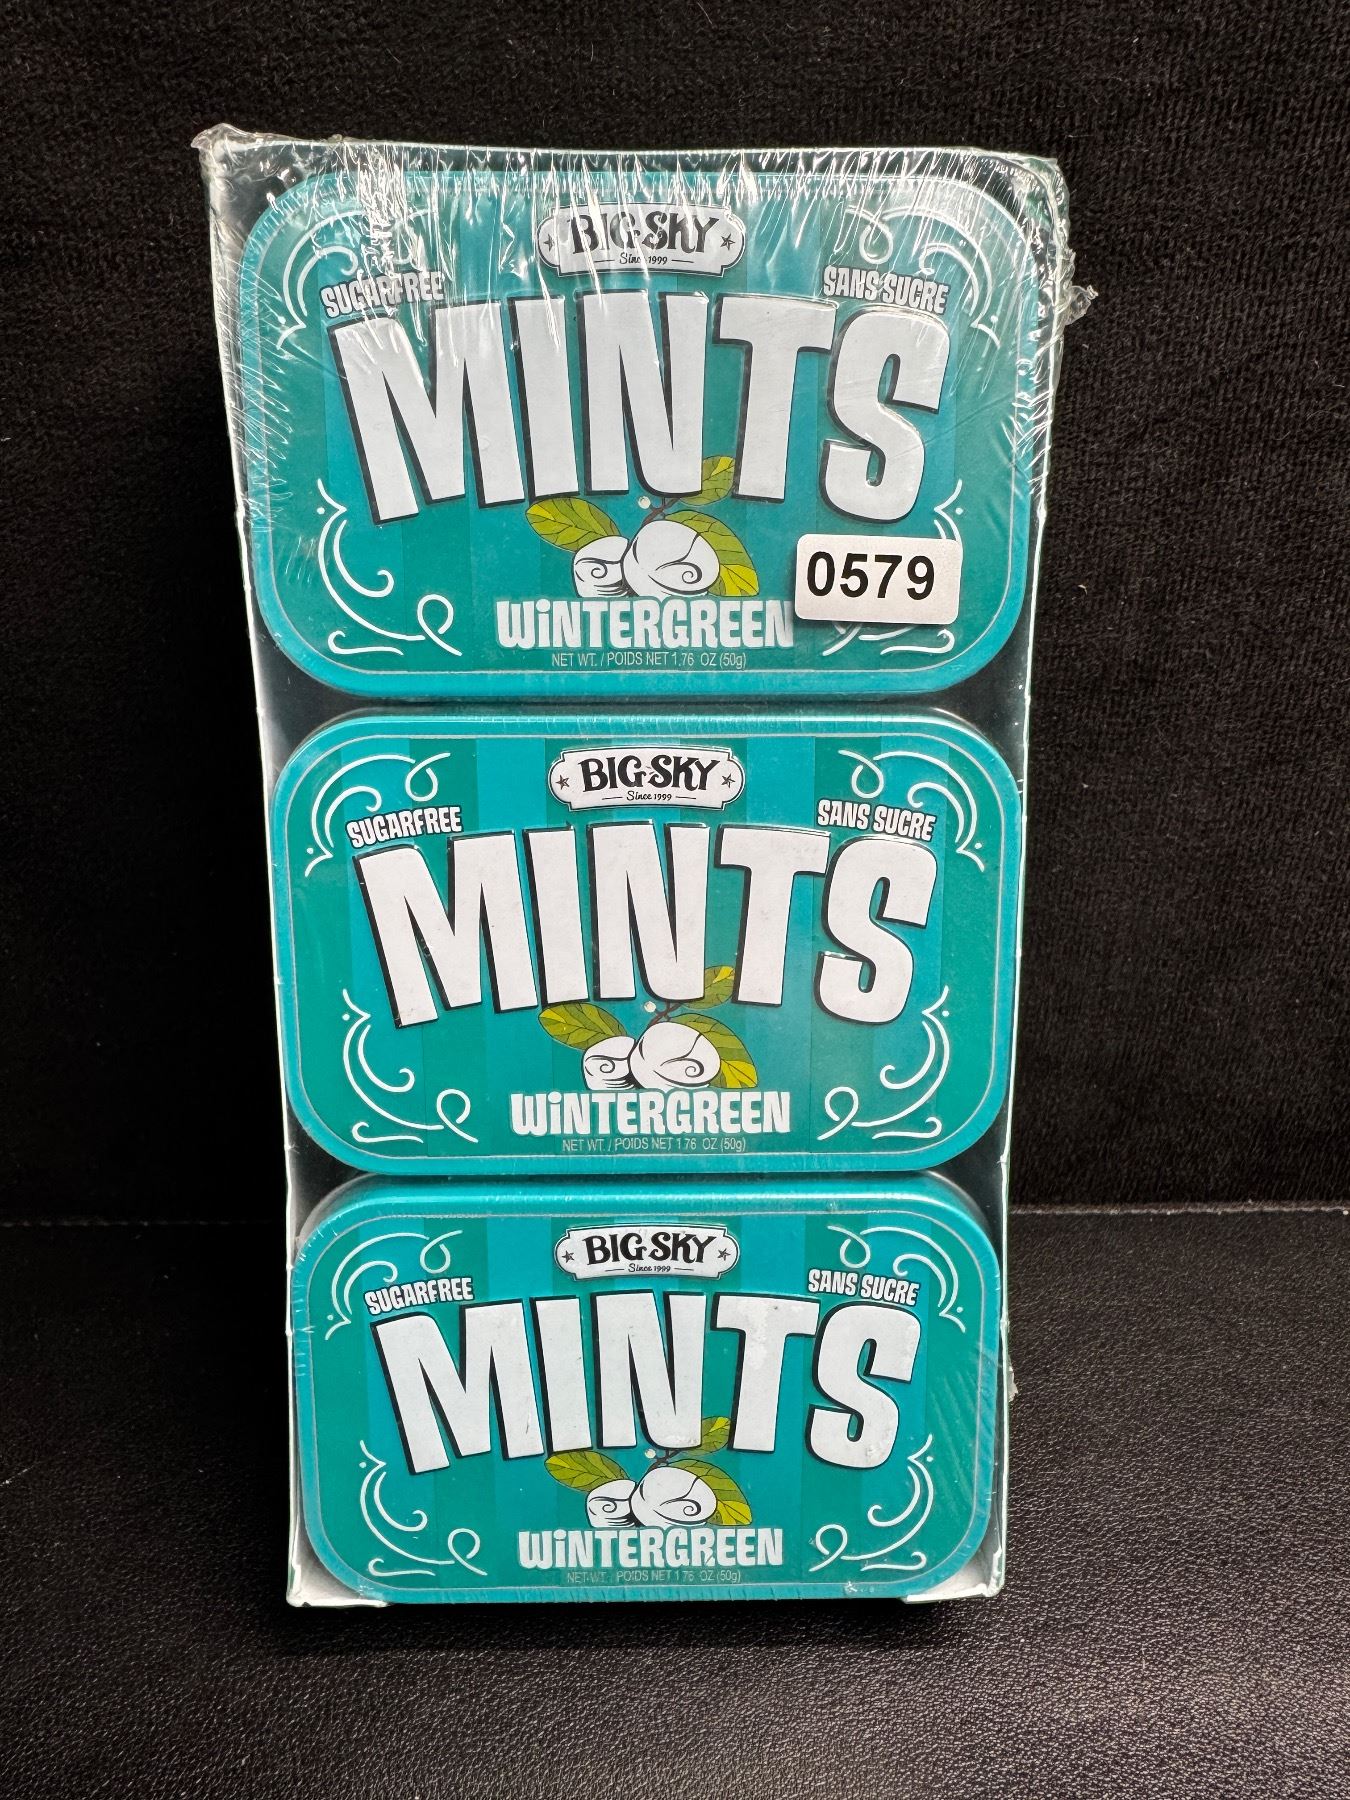 BIG SKY
Since 1999
SUGARFREE
SANS SUCRE
MINTS
0579
WiNTERGREEN
NET WT. / POIDS NET 1.76 OZ (50g)
BIG SKY
Since 1999
SUGARFREE
SANS SUCRE
MINTS
WiNTERGREEN
NET WT. / POIDS NET 1.76 OZ (50g)
BIG SKY
Since 1999
SUGARFREE
SANS SUCRE
MINTS
WiNTERGREEN
NET WT. / POIDS NET 1.76 OZ (50g)